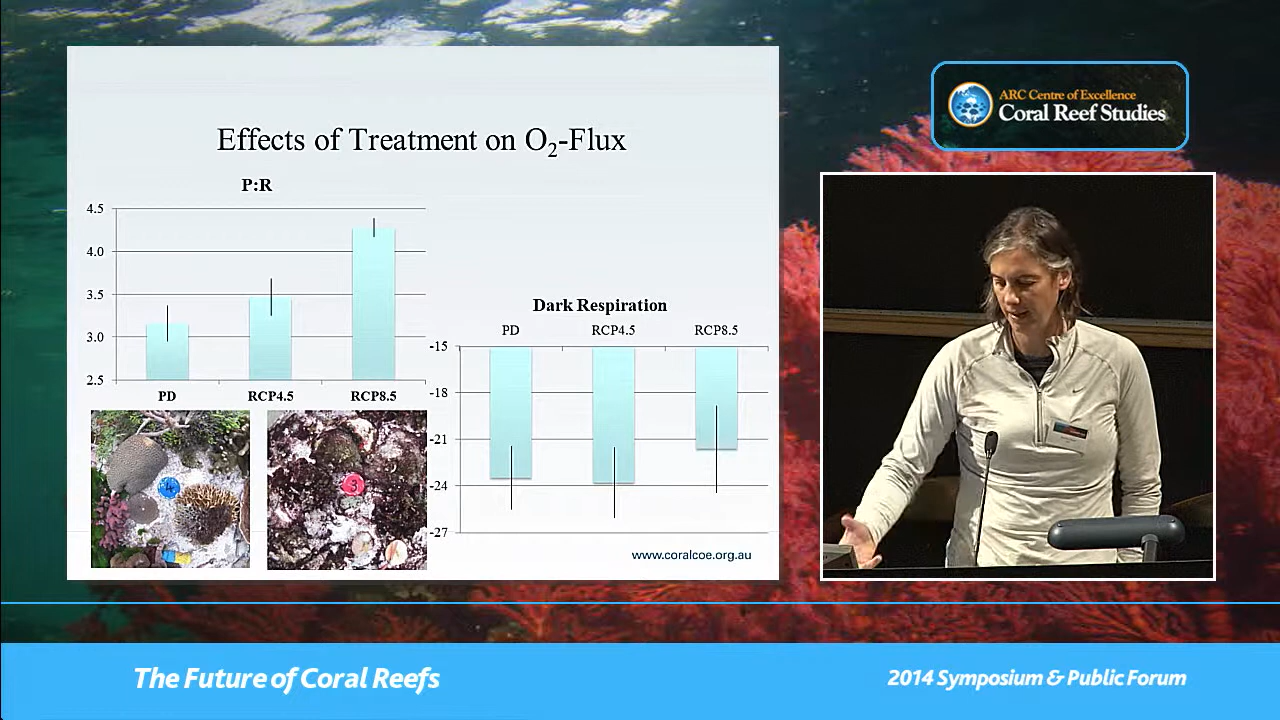 Effects of Treatment on O2-Flux
P:R
4.5
4.0
3.5
3.0
2.5
PD RCP4.5 RCP8.5
Dark Respiration
PD RCP4.5 RCP8.5
-15
-18
-21
-24
-27
4
3
www.coralcoe.org.au
ARC Centre of Excellence
Coral Reef Studies
The Future of Coral Reefs
2014 Symposium & Public Forum